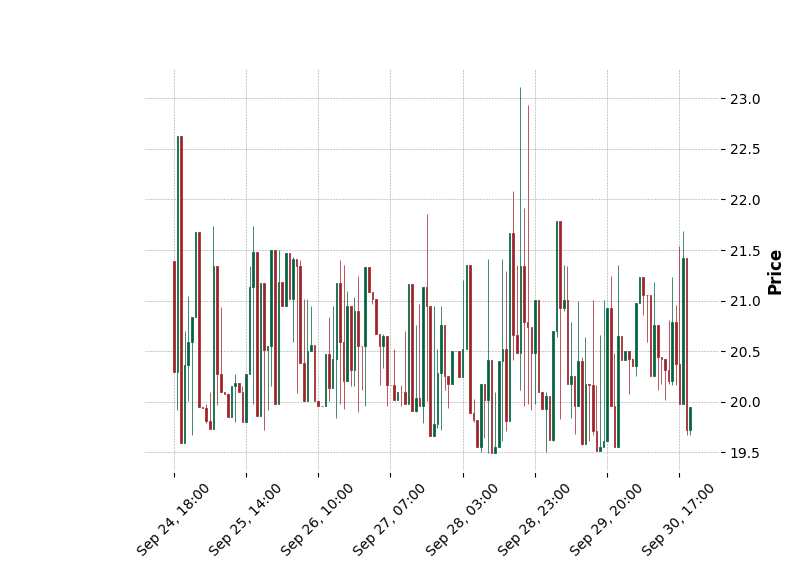 23.0
22.5
22.0
21.5
21.0
20.5
20.0
19.5
Price
Sep 24, 18:00
Sep 25, 14:00
Sep 26, 10:00
Sep 27, 07:00
Sep 28, 03:00
Sep 28, 23:00
Sep 29, 20:00
Sep 30, 17:00